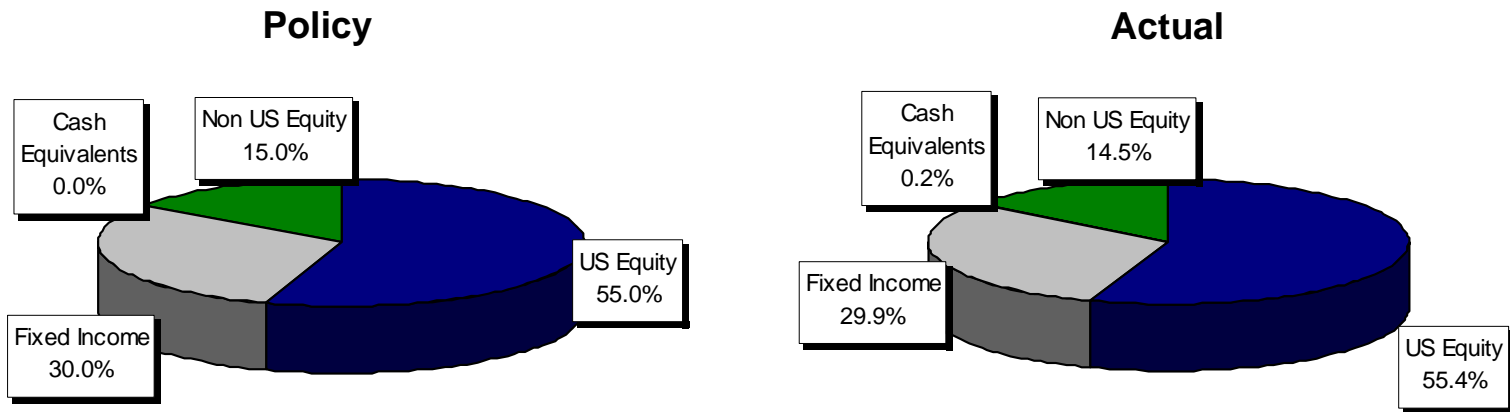 Policy
Cash
Equivalents
0.0%
Non US Equity
15.0%
US Equity
55.0%
Fixed Income
30.0%
Actual
Cash
Equivalents
0.2%
Non US Equity
14.5%
Fixed Income
29.9%
US Equity
55.4%